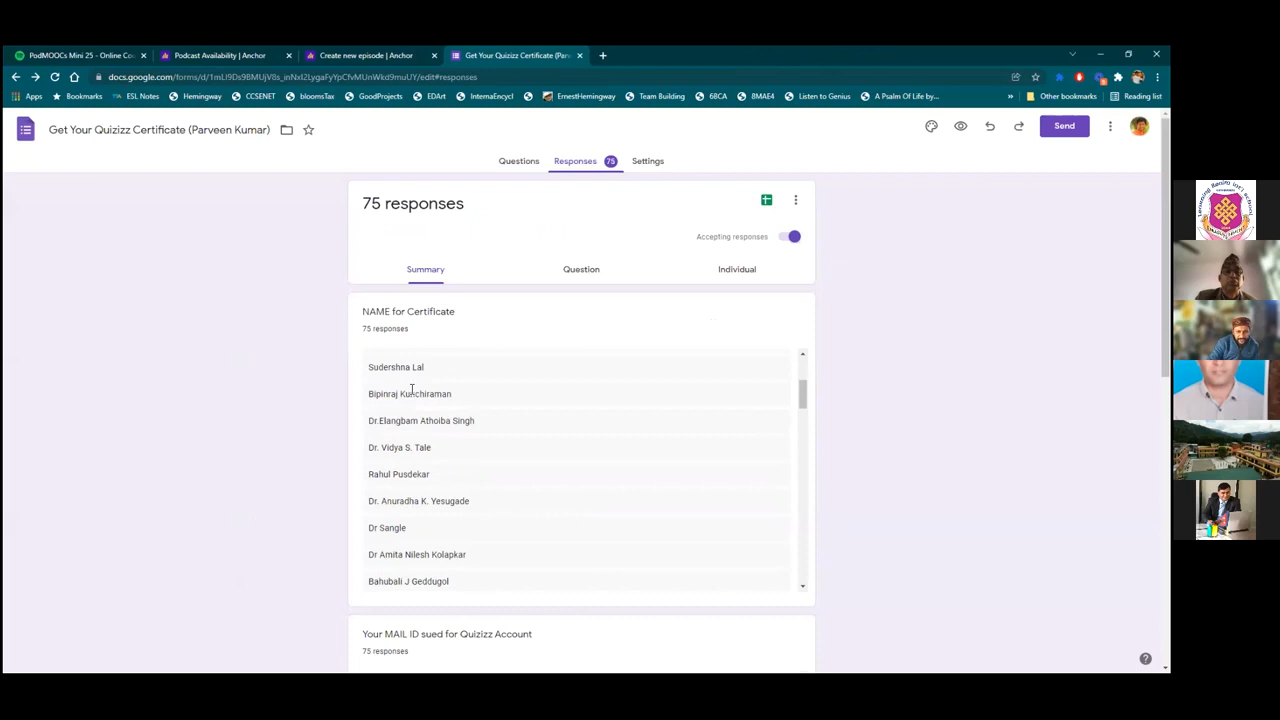 PodMOOCs Mini 25 - Online Co
Podcast Availability | Anchor
Create new episode | Anchor
Get Your Quizizz Certificate (Parv
docs.google.com/forms/d/1mLI9Ds9BMUjV8s_inNxI2LygaFyYpCfvMUnWkd9muUY/edit#responses
Apps
Bookmarks
ESL Notes
Hemingway
CCSENET
bloomsTax
GoodProjects
EDArt
InternaEncycl
ErnestHemingway
Team Building
6BCA
8MAE4
Listen to Genius
A Psalm Of Life by...
Other bookmarks
Reading list
Get Your Quizizz Certificate (Parveen Kumar)
Send
Questions
Responses 75
Settings
75 responses
Accepting responses
Summary
Question
Individual
NAME for Certificate
75 responses
Sudershna Lal
Bipinraj
Dr.Elangbam Athoiba Singh
Dr. Vidya S. Tale
Rahul Pusdekar
Dr. Anuradha K. Yesugade
Dr Sangle
Dr Amita Nilesh Kolapkar
Bahubali J Geddugol
Your MAIL ID sued for Quizizz Account
75 responses